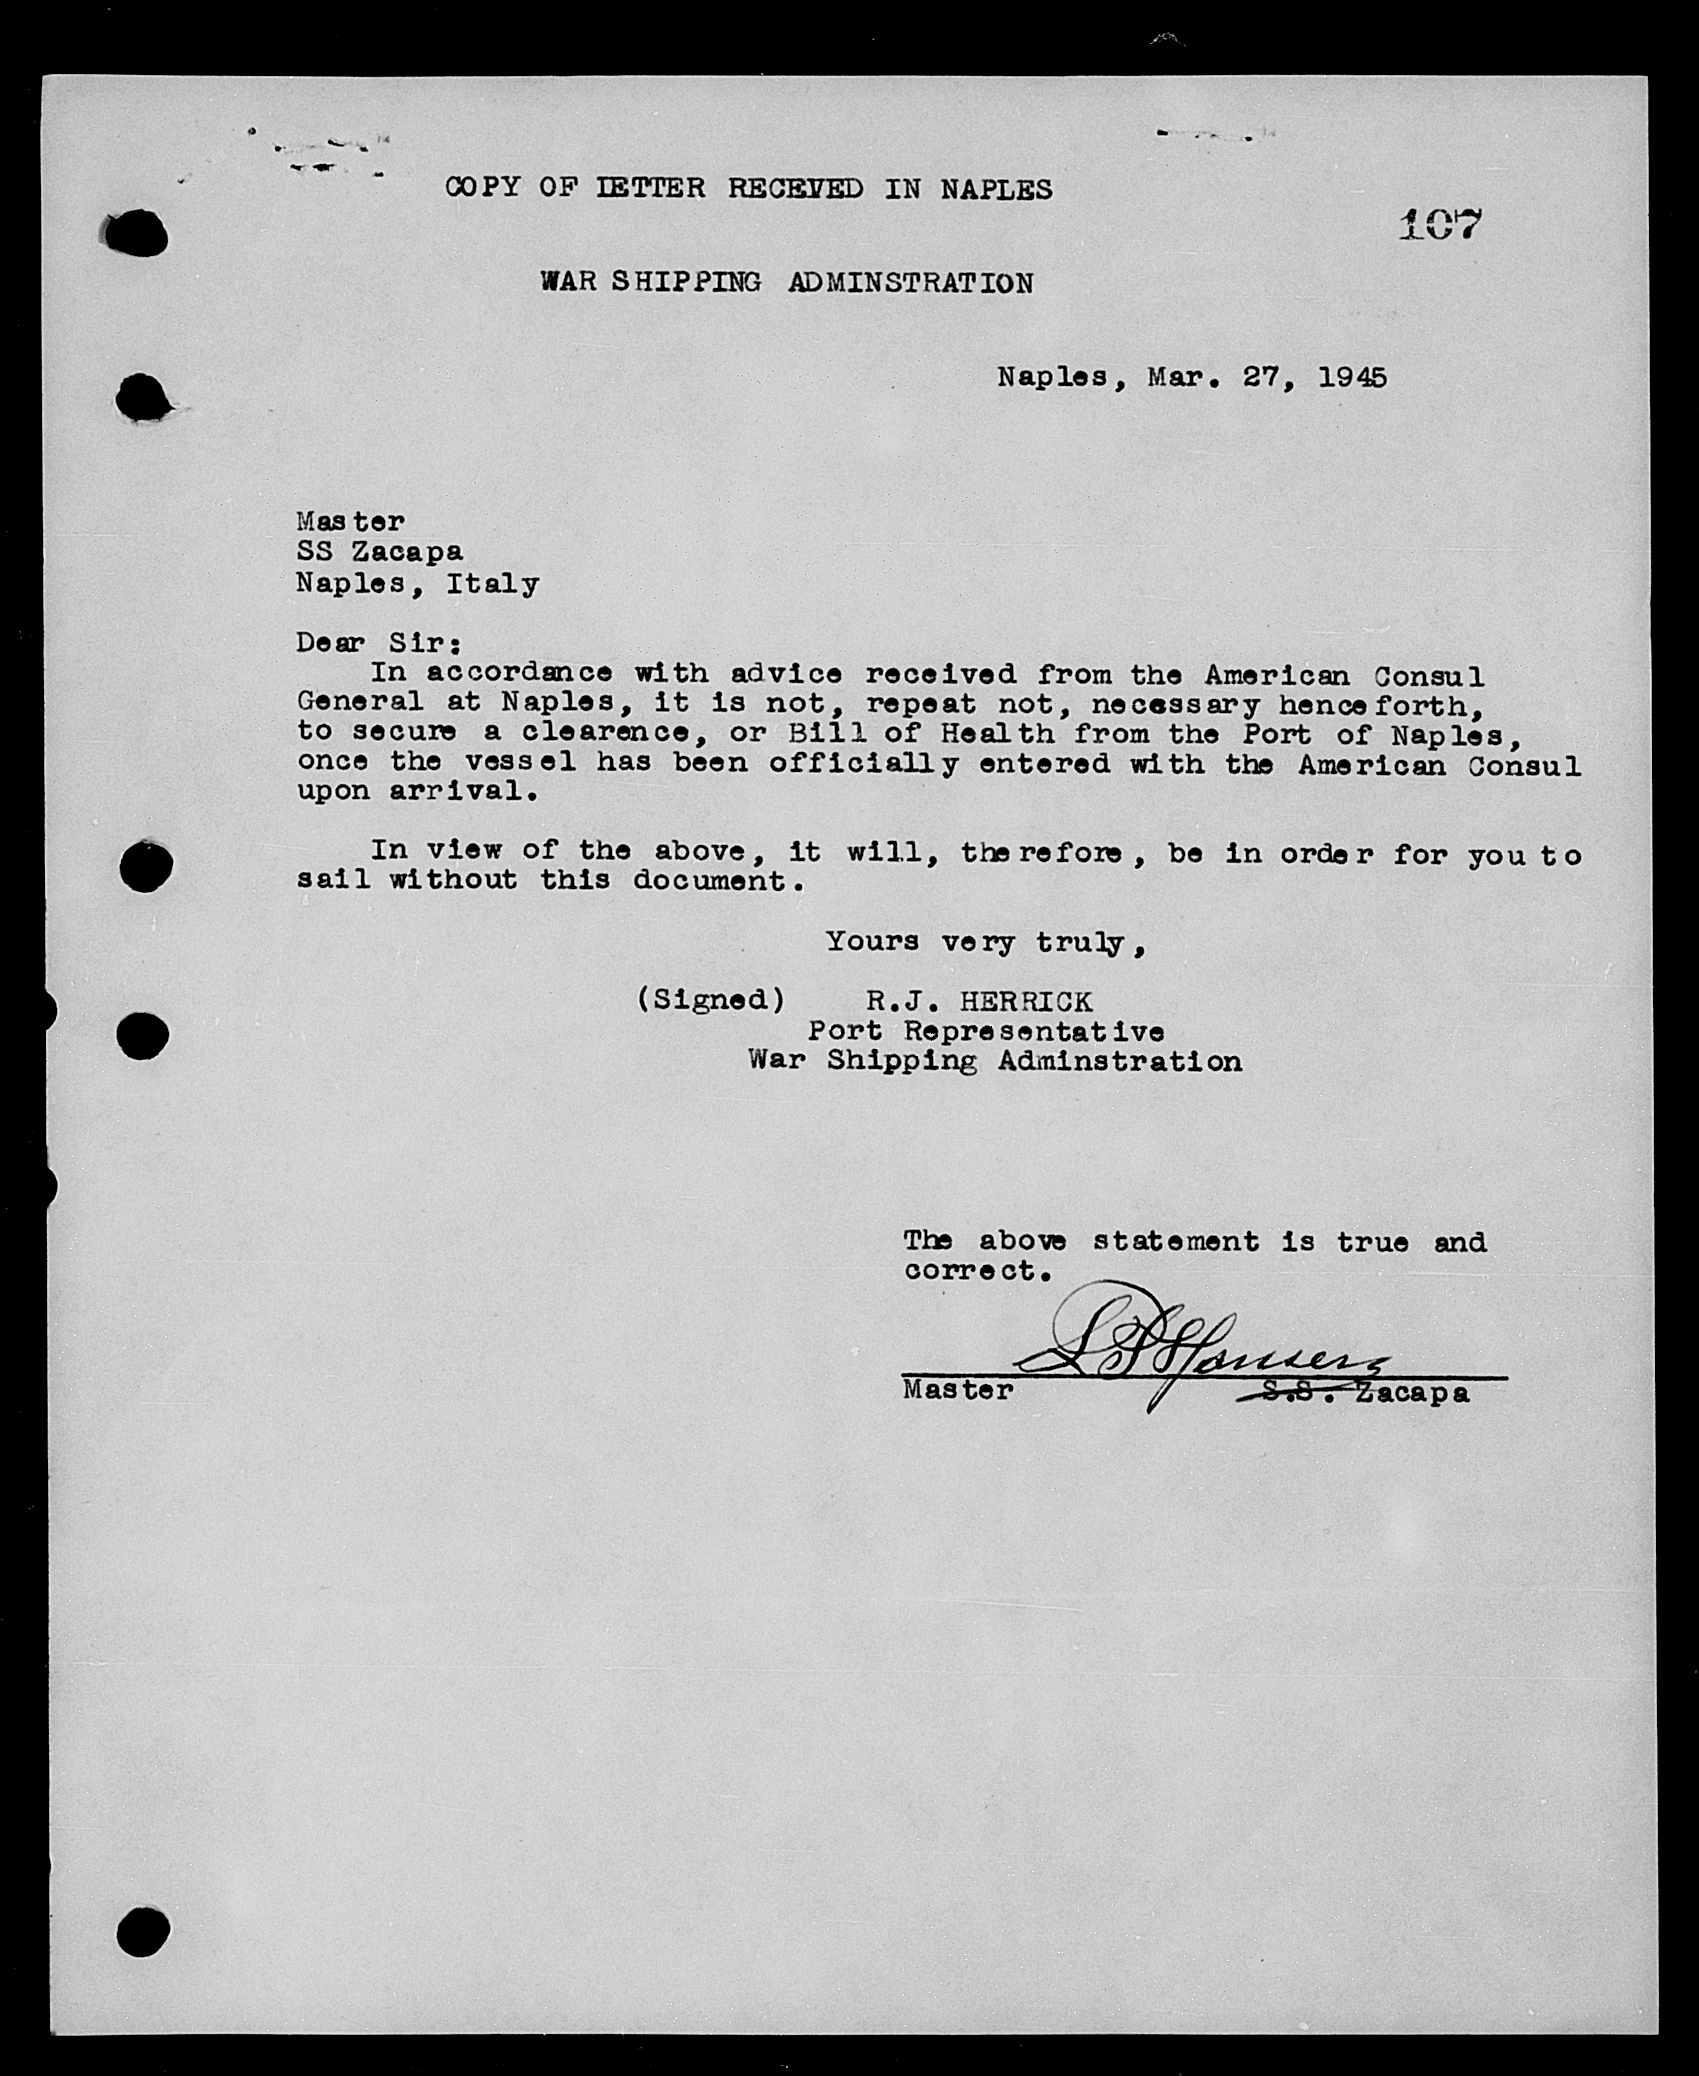 COPY OF LETTER RECEVED IN NAPLES
107
WAR SHIPPING ADMINSTRATION
Naples, Mar. 27, 1945
Master
SS Zacapa
Naples, Italy
Dear Sir:
In accordance with advice received from the American Consul
General at Naples, it is not, repeat not, necessary henceforth,
to secure a clearence, or Bill of Health from the Port of Naples,
once the vessel has been officially entered with the American Consul
upon arrival.
In view of the above, it will, therefore, be in order for you to
sail without this document.
Yours very truly,
(Signed) R.J. HERRICK
Port Representative
War Shipping Adminstration
The above statement is true and
correct.
Hansen
Master S.S. Zacapa